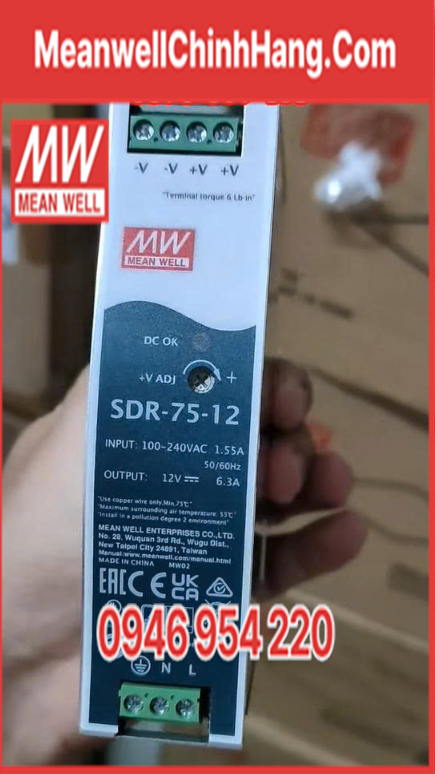 MeanwellChinhHang.Com
MW
MEAN WELL
-V -V +V +V
"Terminal torque 6 Lb-in"
MW
MEAN WELL
DC OK
+V ADJ +
SDR-75-12
INPUT: 100-240VAC 1.55A
50/60Hz
OUTPUT: 12V⎓ 6.3A
"Use copper wire only,Min,75℃"
"Maximum surrounding air temperature: 55℃"
"Install in a pollution degree 2 environment"
MEAN WELL ENTERPRISES CO.,LTD.
No. 28, Wuquan 3rd Rd., Wugu Dist.,
New Taipei City 24891, Taiwan
Manual:www.meanwell.com/manual.html
MADE IN CHINA MW02
EAC CE UK
CA
0946 954 220
N L